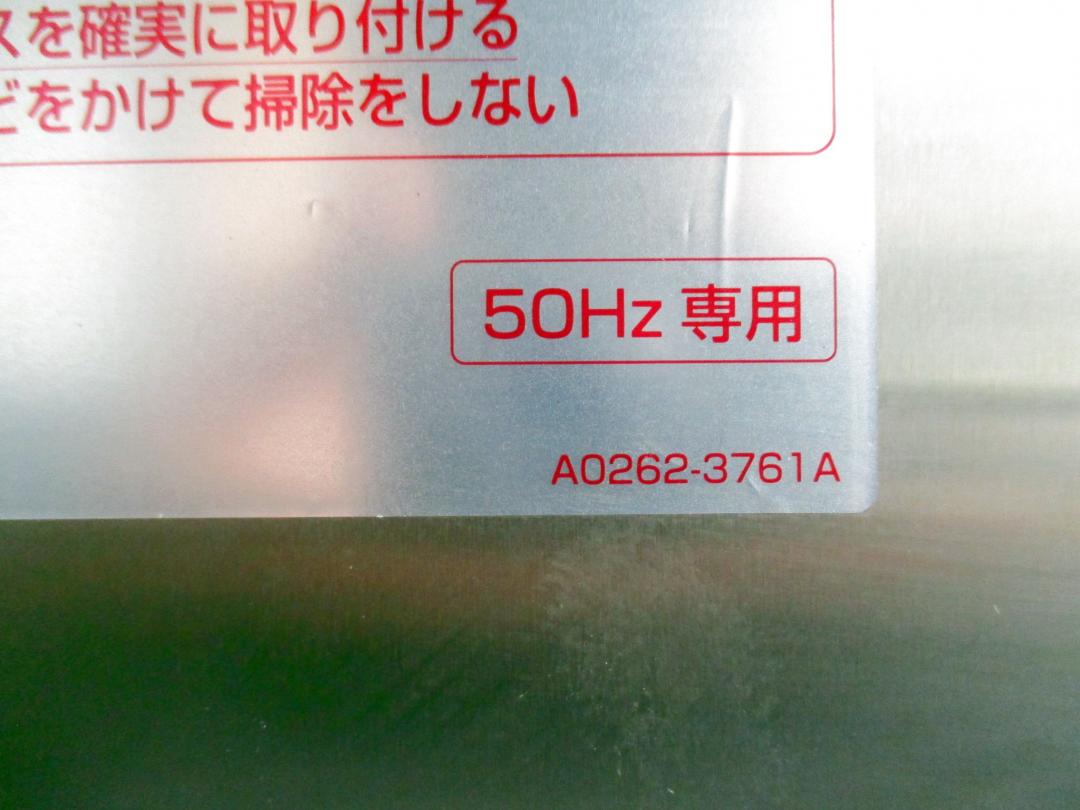 スを確実に取り付ける
どをかけて掃除をしない
50Hz 専用
A0262-3761A